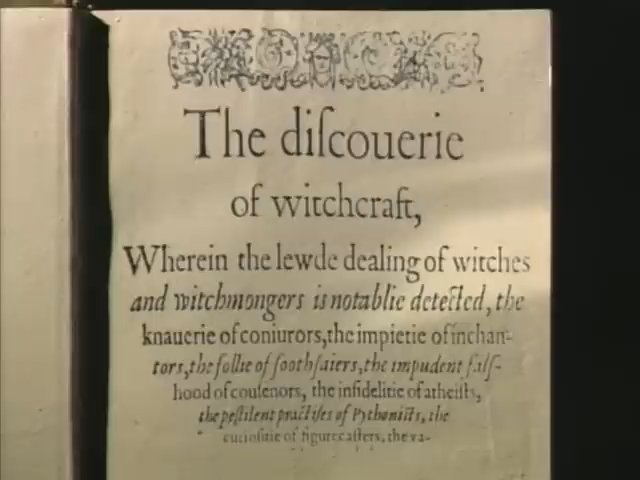 The diſcouerie
of witchcraft,
Wherein the lewde dealing of witches
and witchmongers is notablie detected, the
knauerie of coniurors, the impietie of inchan-
tors, the follie of ſoothſaiers, the impudent falſ-
hood of couſenors, the infidelitie of atheiſts,
the peſtilent practiſes of Pythoniſts, the
curioſitie of figurecaſters, the va-